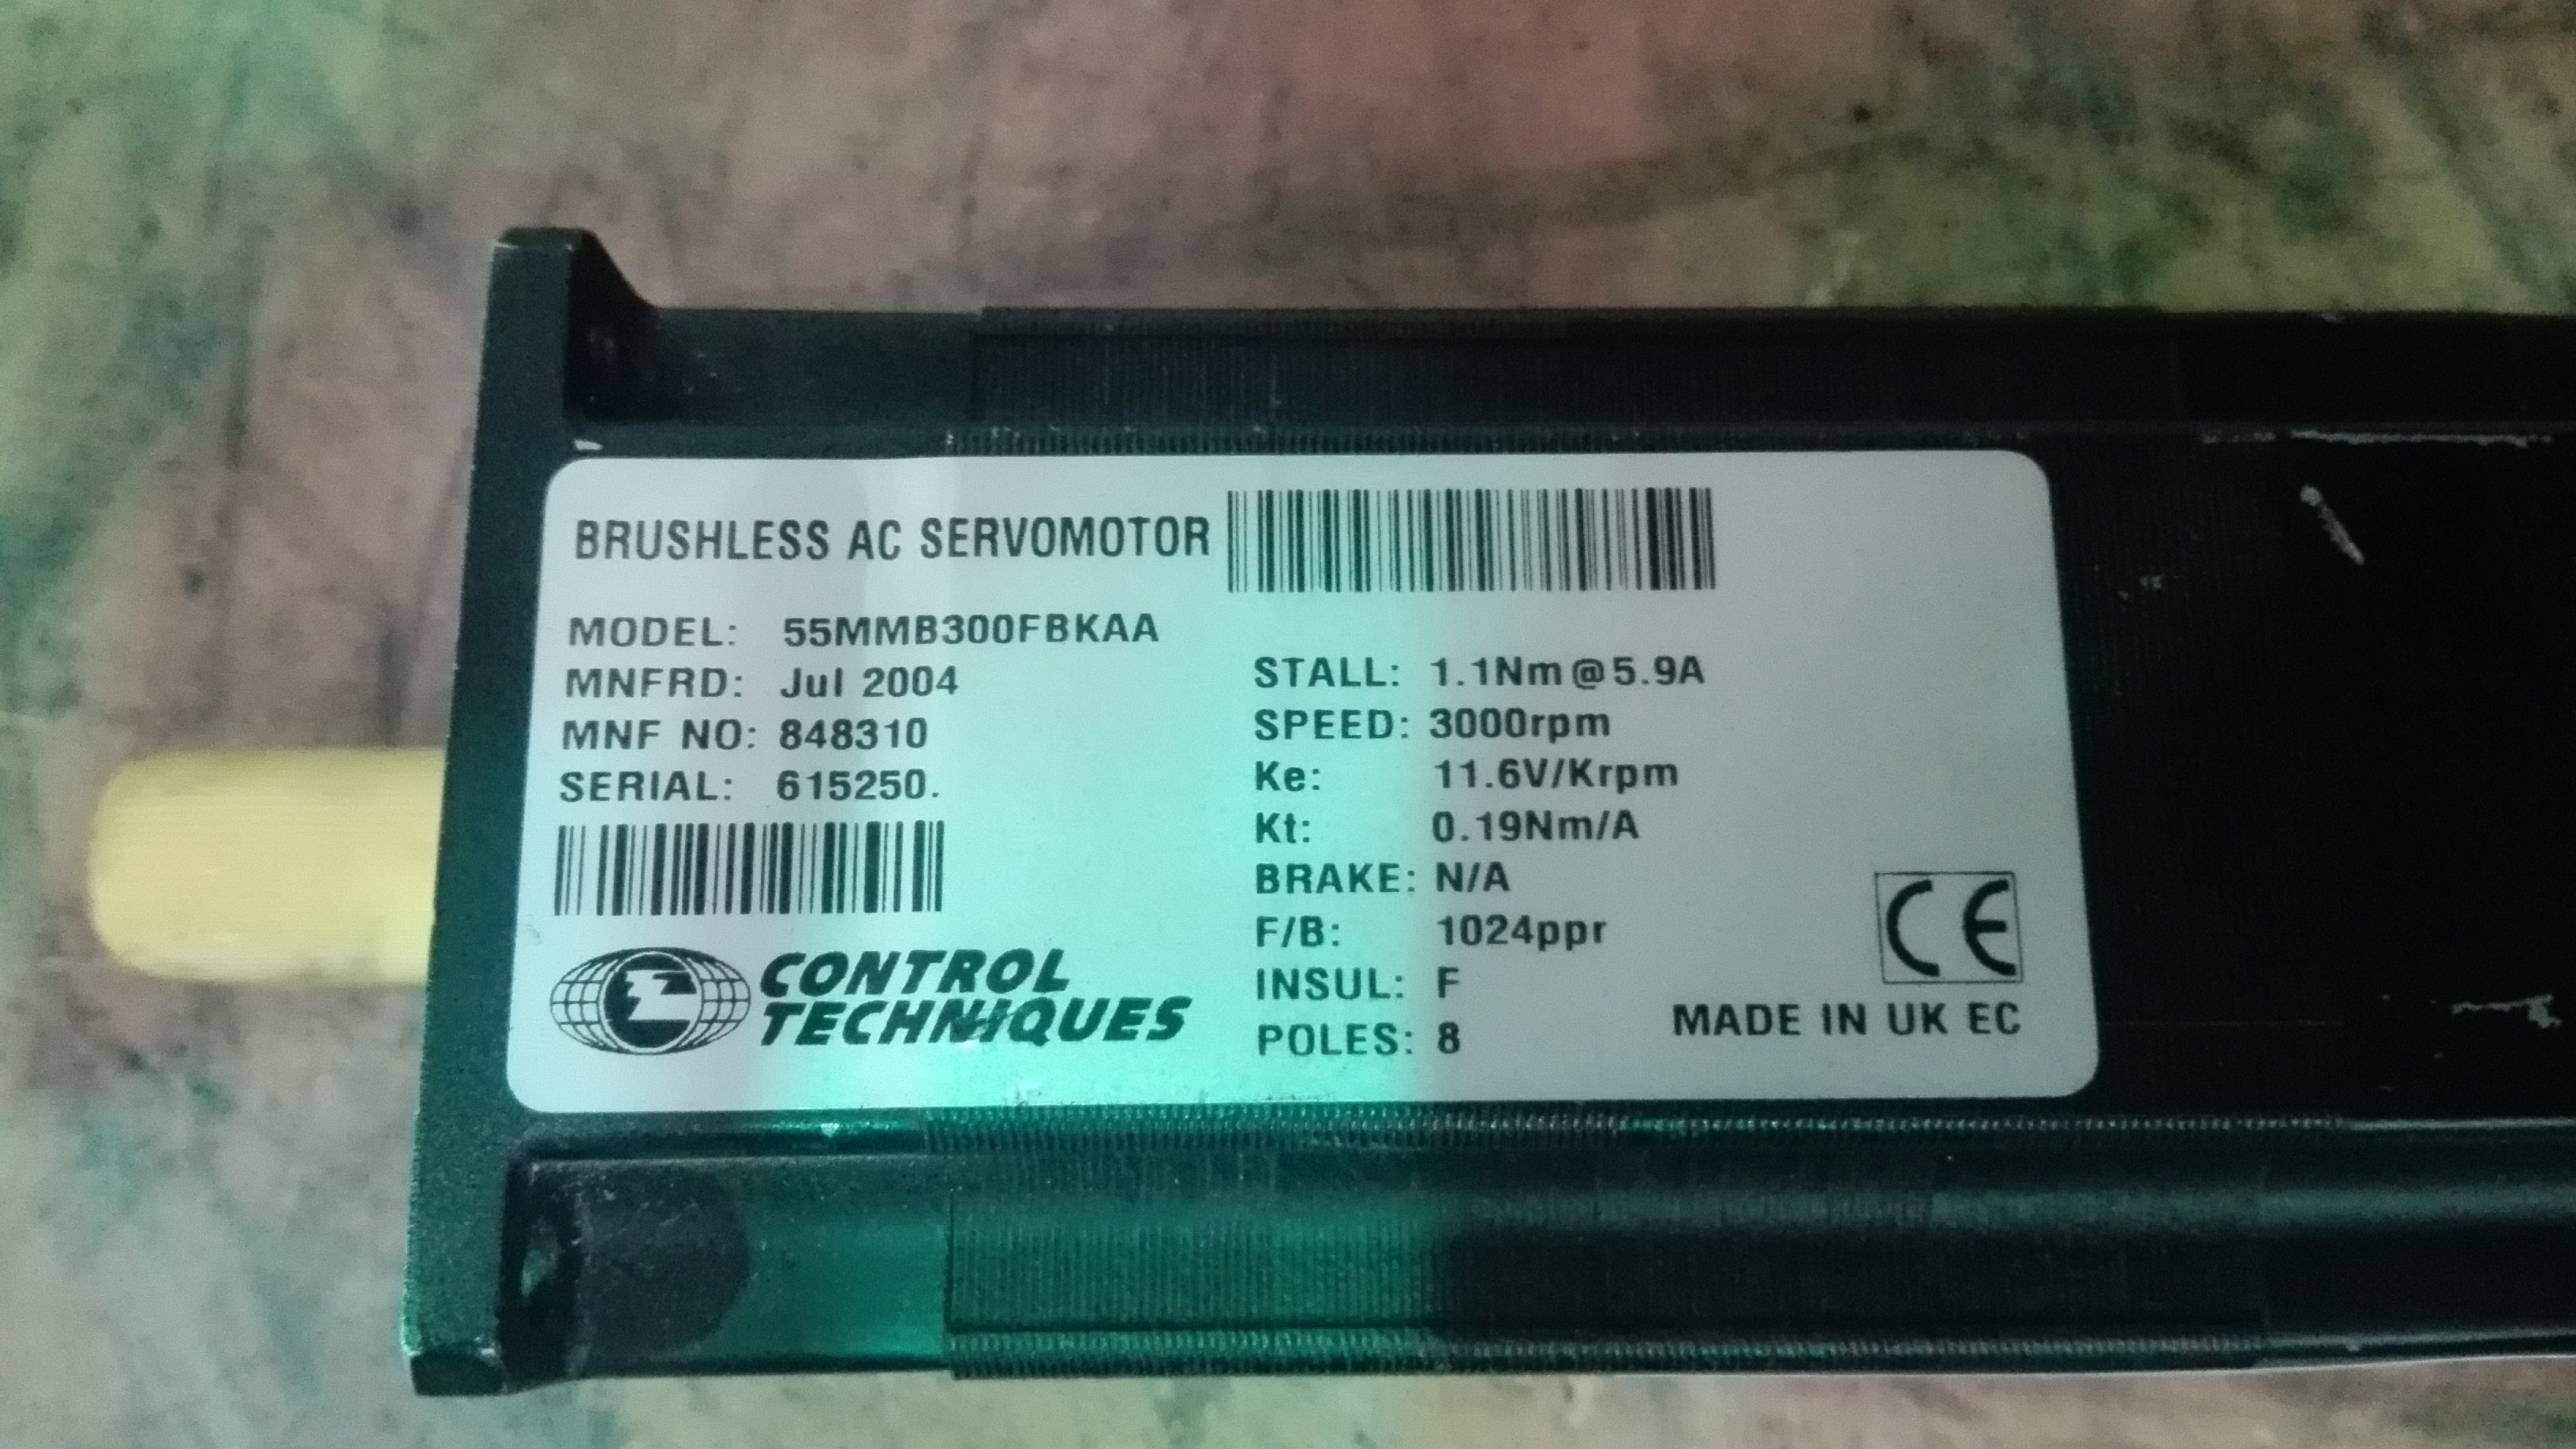 BRUSHLESS AC SERVOMOTOR
MODEL: 55MMB300FBKAA
MNFRD: Jul 2004
MNF NO: 848310
SERIAL: 615250.
CONTROL
TECHNIQUES
STALL: 1.1Nm@5.9A
SPEED: 3000rpm
Ke: 11.6V/Krpm
Kt: 0.19Nm/A
BRAKE: N/A
F/B: 1024ppr
INSUL: F
POLES: 8
CE
MADE IN UK EC